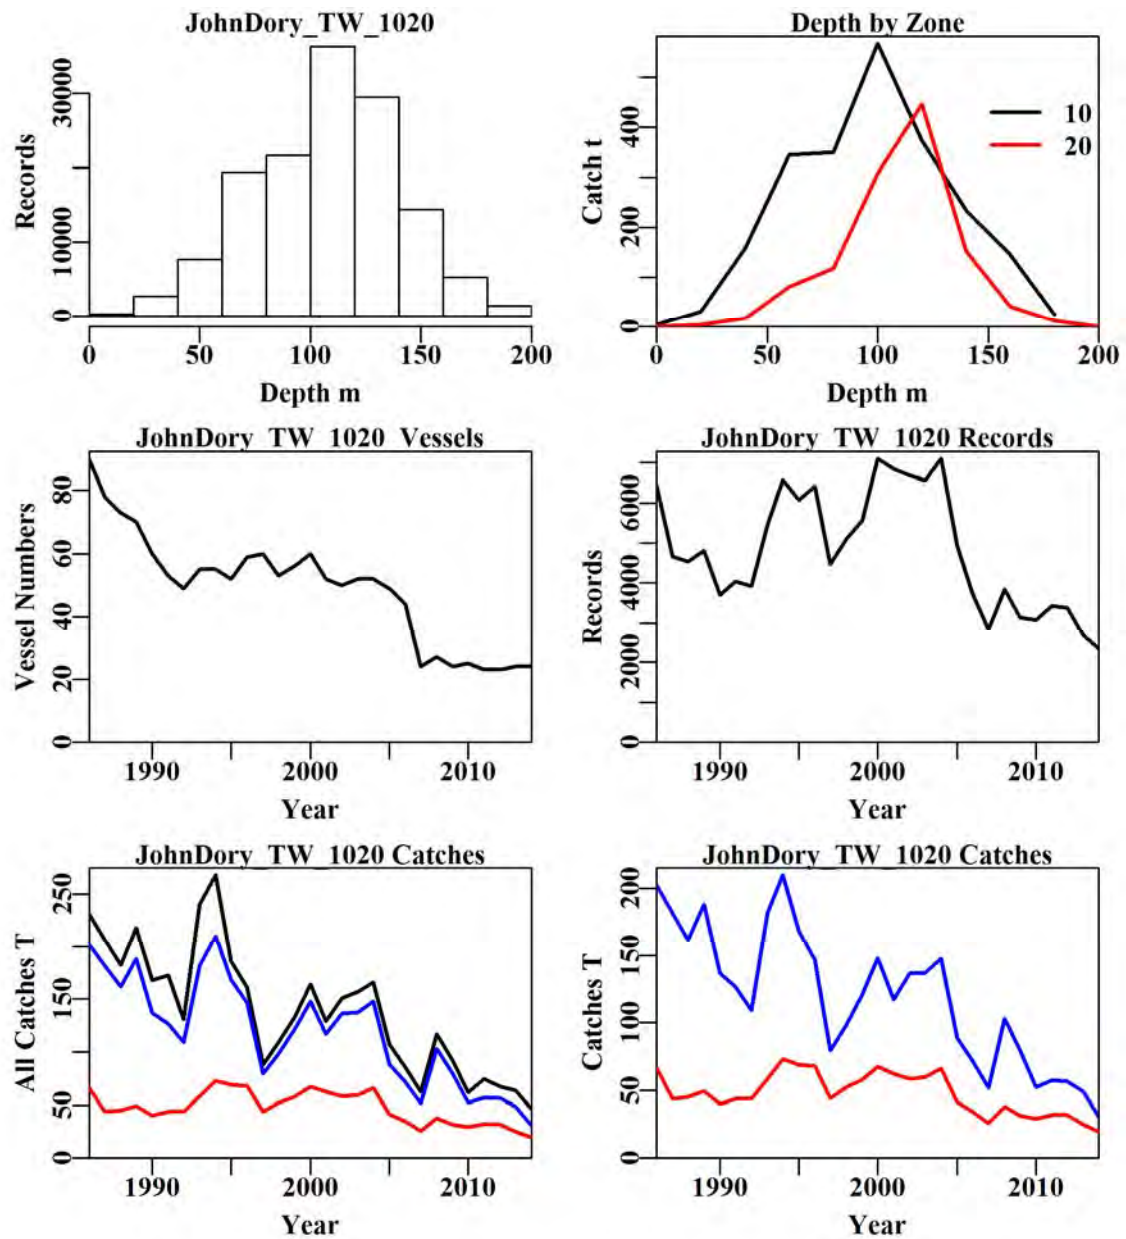 JohnDory_TW_1020
Records
0 10000 30000
0 50 100 150 200
Depth m
Depth by Zone
Catch t
0 200 400
10
20
0 50 100 150 200
Depth m
JohnDory_TW_1020_Vessels
Vessel Numbers
0 20 40 60 80
1990 2000 2010
Year
JohnDory_TW_1020 Records
Records
0 2000 4000 6000
1990 2000 2010
Year
JohnDory_TW_1020 Catches
All Catches T
0 50 150 250
1990 2000 2010
Year
JohnDory_TW_1020 Catches
Catches T
0 50 100 150 200
1990 2000 2010
Year